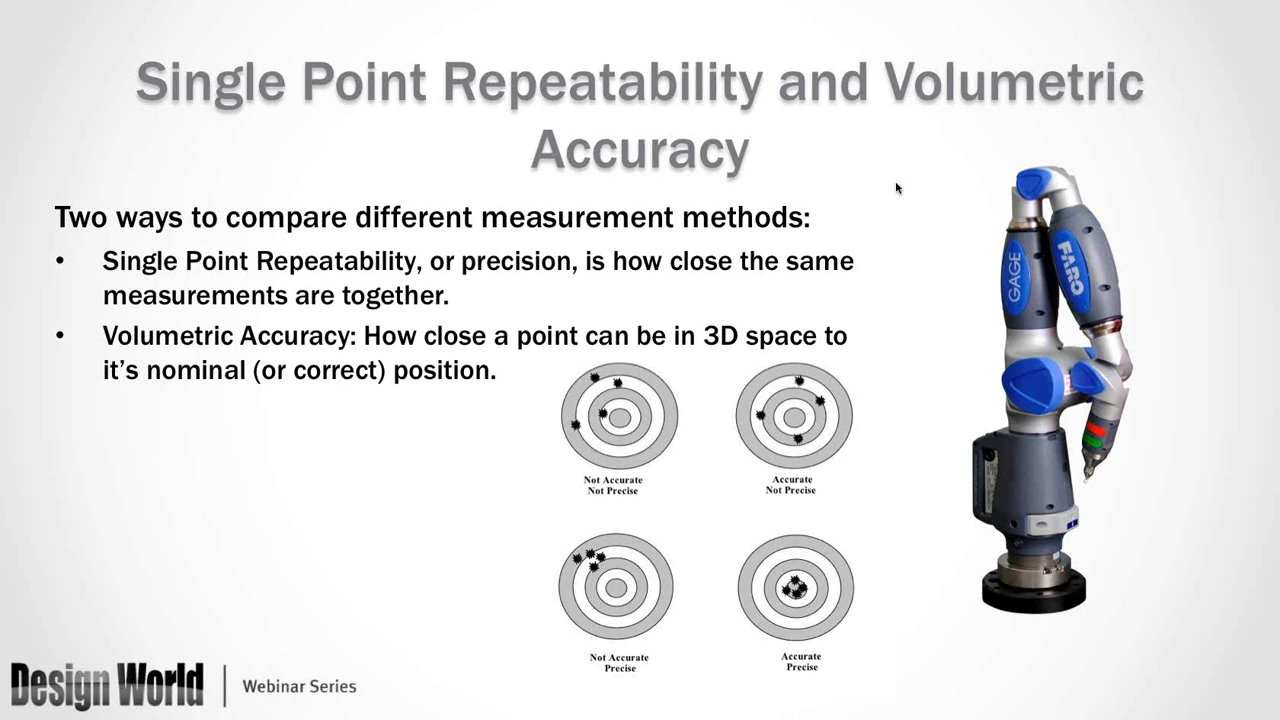 Single Point Repeatability and Volumetric
Accuracy
Two ways to compare different measurement methods:
• Single Point Repeatability, or precision, is how close the same
measurements are together.
• Volumetric Accuracy: How close a point can be in 3D space to
it’s nominal (or correct) position.
GAGE
FARO
Not Accurate
Not Precise
Accurate
Not Precise
Not Accurate
Precise
Accurate
Precise
Design World
Webinar Series